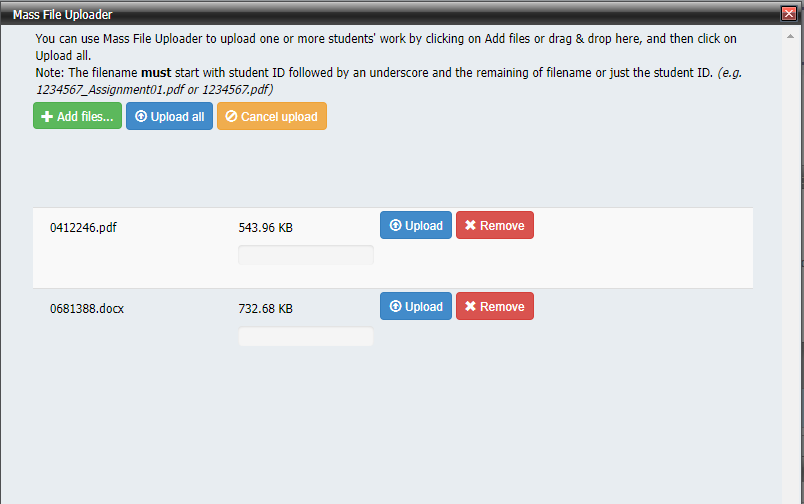 Mass File Uploader
You can use Mass File Uploader to upload one or more students' work by clicking on Add files or drag & drop here, and then click on
Upload all.
Note: The filename must start with student ID followed by an underscore and the remaining of filename or just the student ID. (e.g.
1234567_Assignment01.pdf or 1234567.pdf)
Add files... Upload all Cancel upload
0412246.pdf 543.96 KB Upload Remove
0681388.docx 732.68 KB Upload Remove